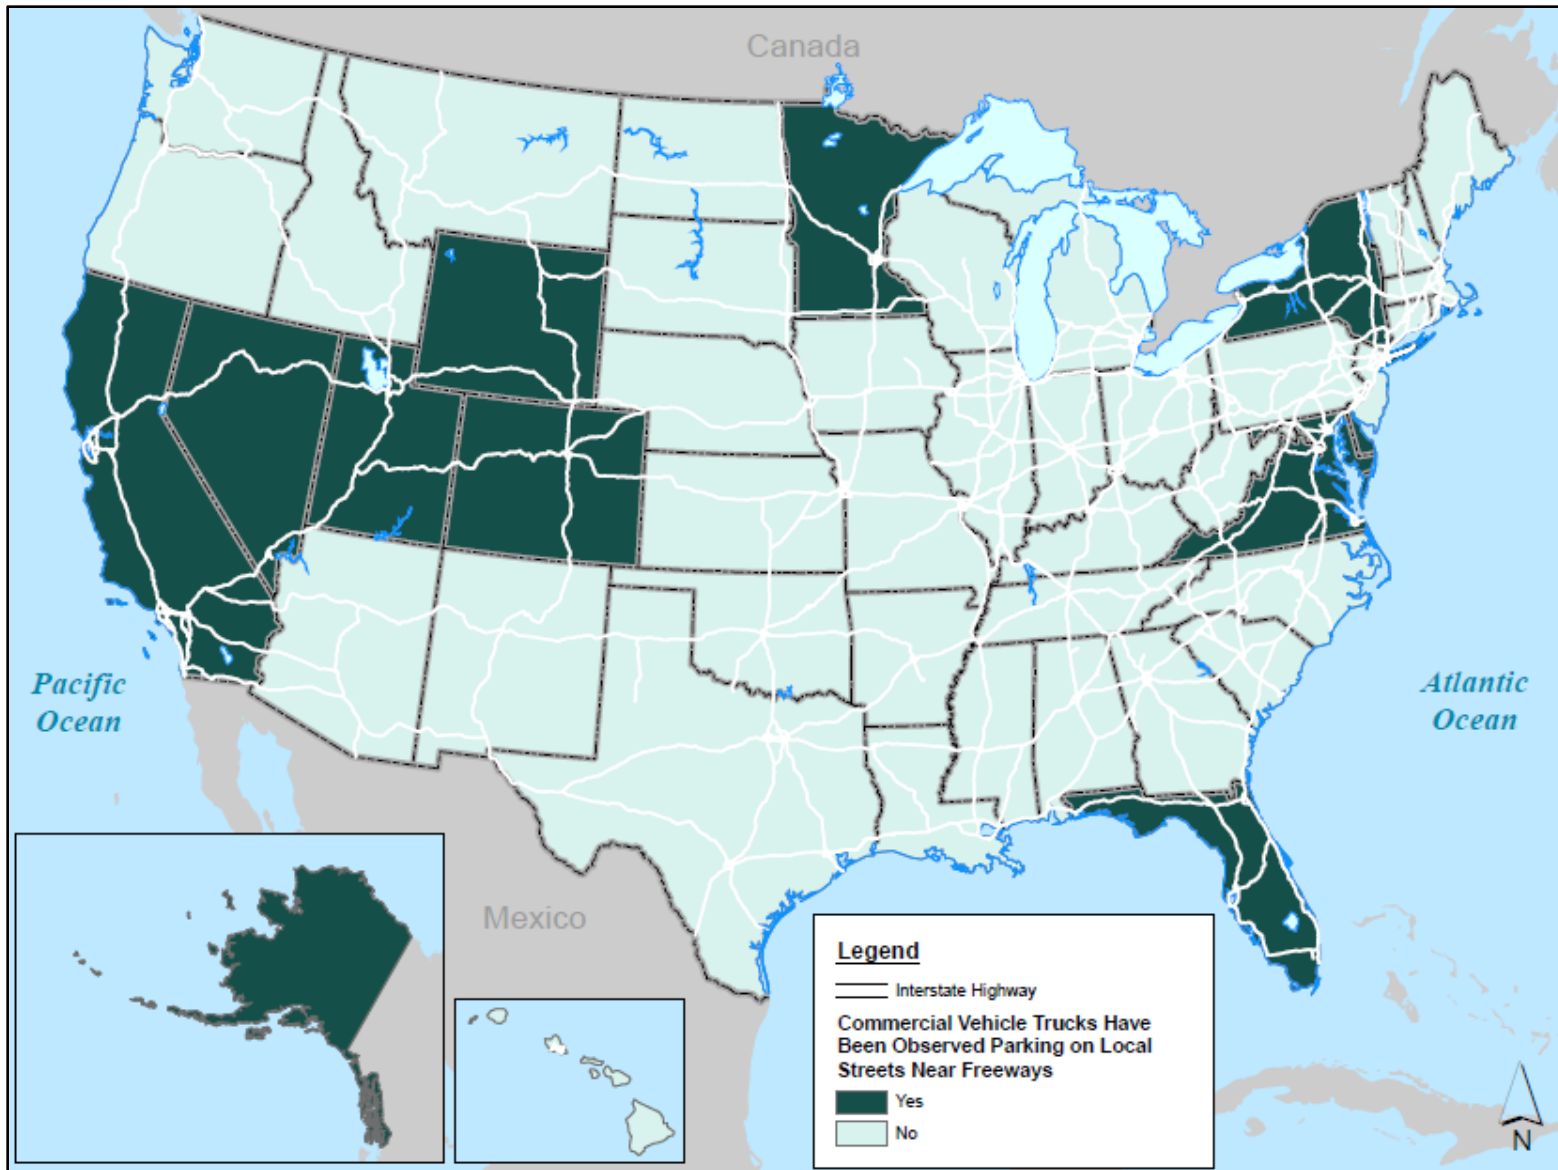 Canada
Pacific
Ocean
Atlantic
Ocean
Mexico
Legend
Interstate Highway
Commercial Vehicle Trucks Have
Been Observed Parking on Local
Streets Near Freeways
Yes
No
N